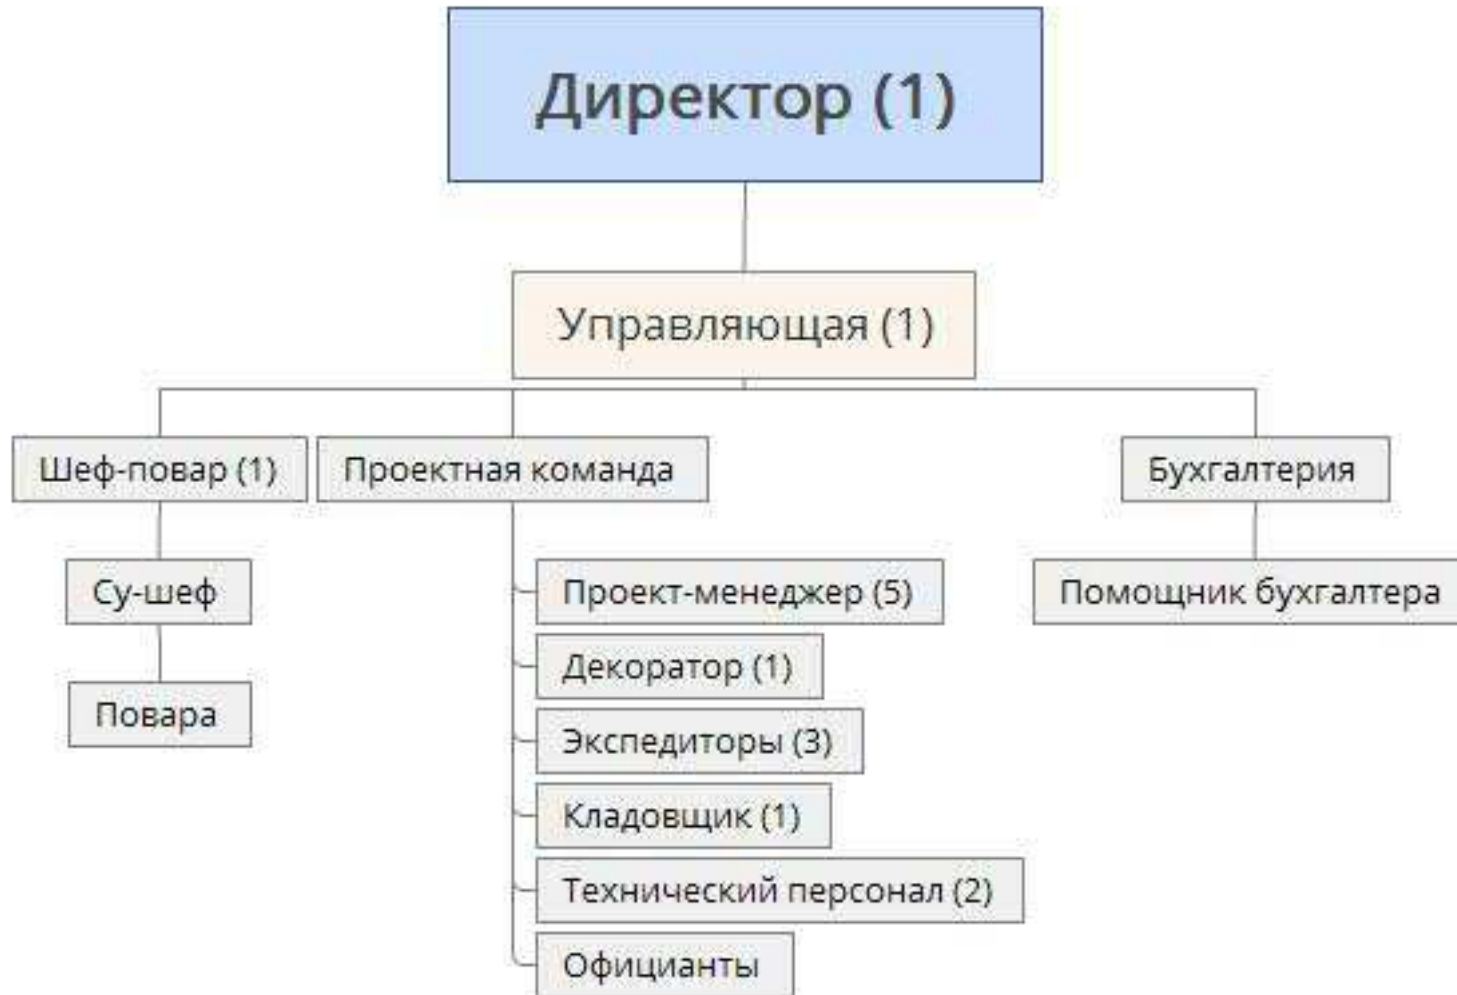 Директор (1)
Управляющая (1)
Шеф-повар (1)
Проектная команда
Бухгалтерия
Су-шеф
Повара
Проект-менеджер (5)
Декоратор (1)
Экспедиторы (3)
Кладовщик (1)
Технический персонал (2)
Официанты
Помощник бухгалтера